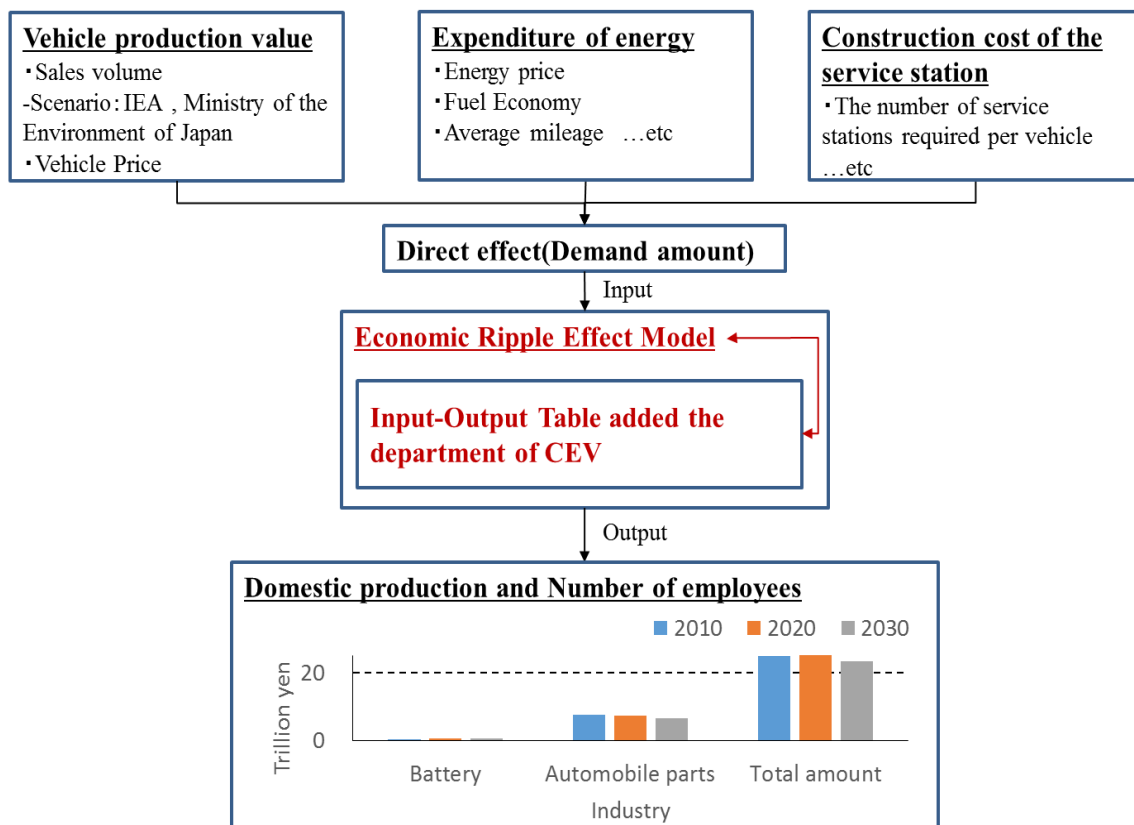 Vehicle production value
・Sales volume
-Scenario：IEA , Ministry of the
Environment of Japan
・Vehicle Price
Expenditure of energy
・Energy price
・Fuel Economy
・Average mileage …etc
Construction cost of the
service station
・The number of service
stations required per vehicle
…etc
Direct effect(Demand amount)
Input
Economic Ripple Effect Model
Input-Output Table added the
department of CEV
Output
Domestic production and Number of employees
2010 2020 2030
Trillion yen
20
0
Battery Automobile parts Total amount
Industry